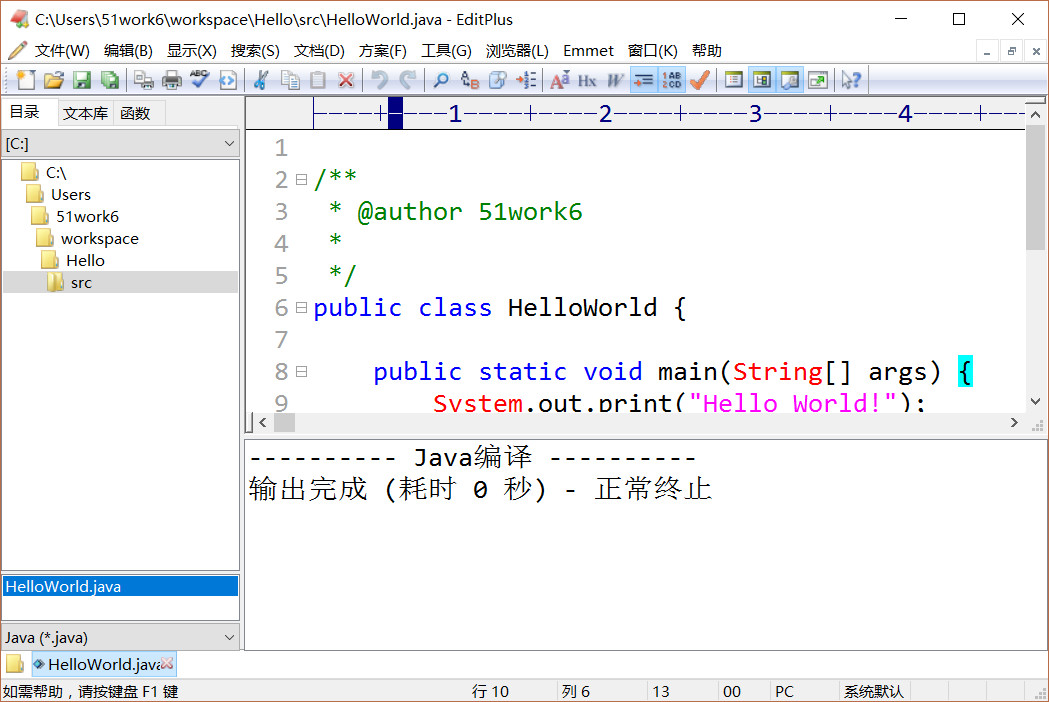 C:\Users\51work6\workspace\Hello\src\HelloWorld.java - EditPlus
文件(W) 编辑(B) 显示(X) 搜索(S) 文档(D) 方案(F) 工具(G) 浏览器(L) Emmet 窗口(K) 帮助
目录 文本库 函数
[C:]
C:\
Users
51work6
workspace
Hello
src
HelloWorld.java
Java (*.java)
----+----1----+----2----+----3----+----4----+--
1
2 /**
3 * @author 51work6
4 *
5 */
6 public class HelloWorld {
7
8 public static void main(String[] args) {
9 System.out.print("Hello World!");
---------- Java编译 ----------
输出完成 (耗时 0 秒) - 正常终止
HelloWorld.java
如需帮助，请按键盘 F1 键 行 10 列 6 13 00 PC 系统默认